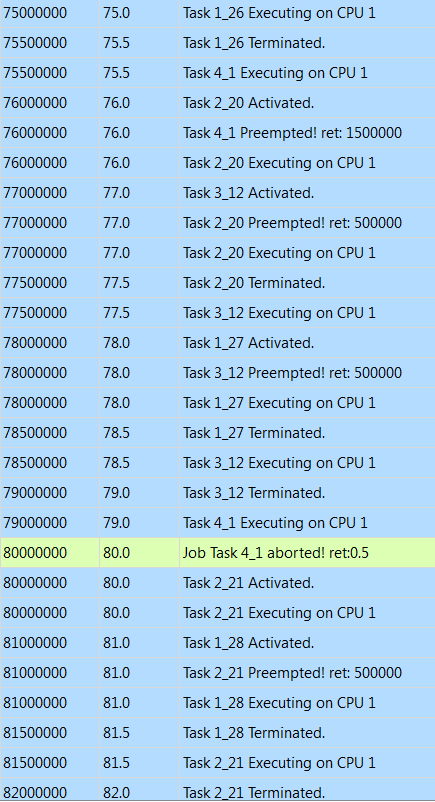 75000000 75.0 Task 1_26 Executing on CPU 1
75500000 75.5 Task 1_26 Terminated.
75500000 75.5 Task 4_1 Executing on CPU 1
76000000 76.0 Task 2_20 Activated.
76000000 76.0 Task 4_1 Preempted! ret: 1500000
76000000 76.0 Task 2_20 Executing on CPU 1
77000000 77.0 Task 3_12 Activated.
77000000 77.0 Task 2_20 Preempted! ret: 500000
77000000 77.0 Task 2_20 Executing on CPU 1
77500000 77.5 Task 2_20 Terminated.
77500000 77.5 Task 3_12 Executing on CPU 1
78000000 78.0 Task 1_27 Activated.
78000000 78.0 Task 3_12 Preempted! ret: 500000
78000000 78.0 Task 1_27 Executing on CPU 1
78500000 78.5 Task 1_27 Terminated.
78500000 78.5 Task 3_12 Executing on CPU 1
79000000 79.0 Task 3_12 Terminated.
79000000 79.0 Task 4_1 Executing on CPU 1
80000000 80.0 Job Task 4_1 aborted! ret:0.5
80000000 80.0 Task 2_21 Activated.
80000000 80.0 Task 2_21 Executing on CPU 1
81000000 81.0 Task 1_28 Activated.
81000000 81.0 Task 2_21 Preempted! ret: 500000
81000000 81.0 Task 1_28 Executing on CPU 1
81500000 81.5 Task 1_28 Terminated.
81500000 81.5 Task 2_21 Executing on CPU 1
82000000 82.0 Task 2_21 Terminated.